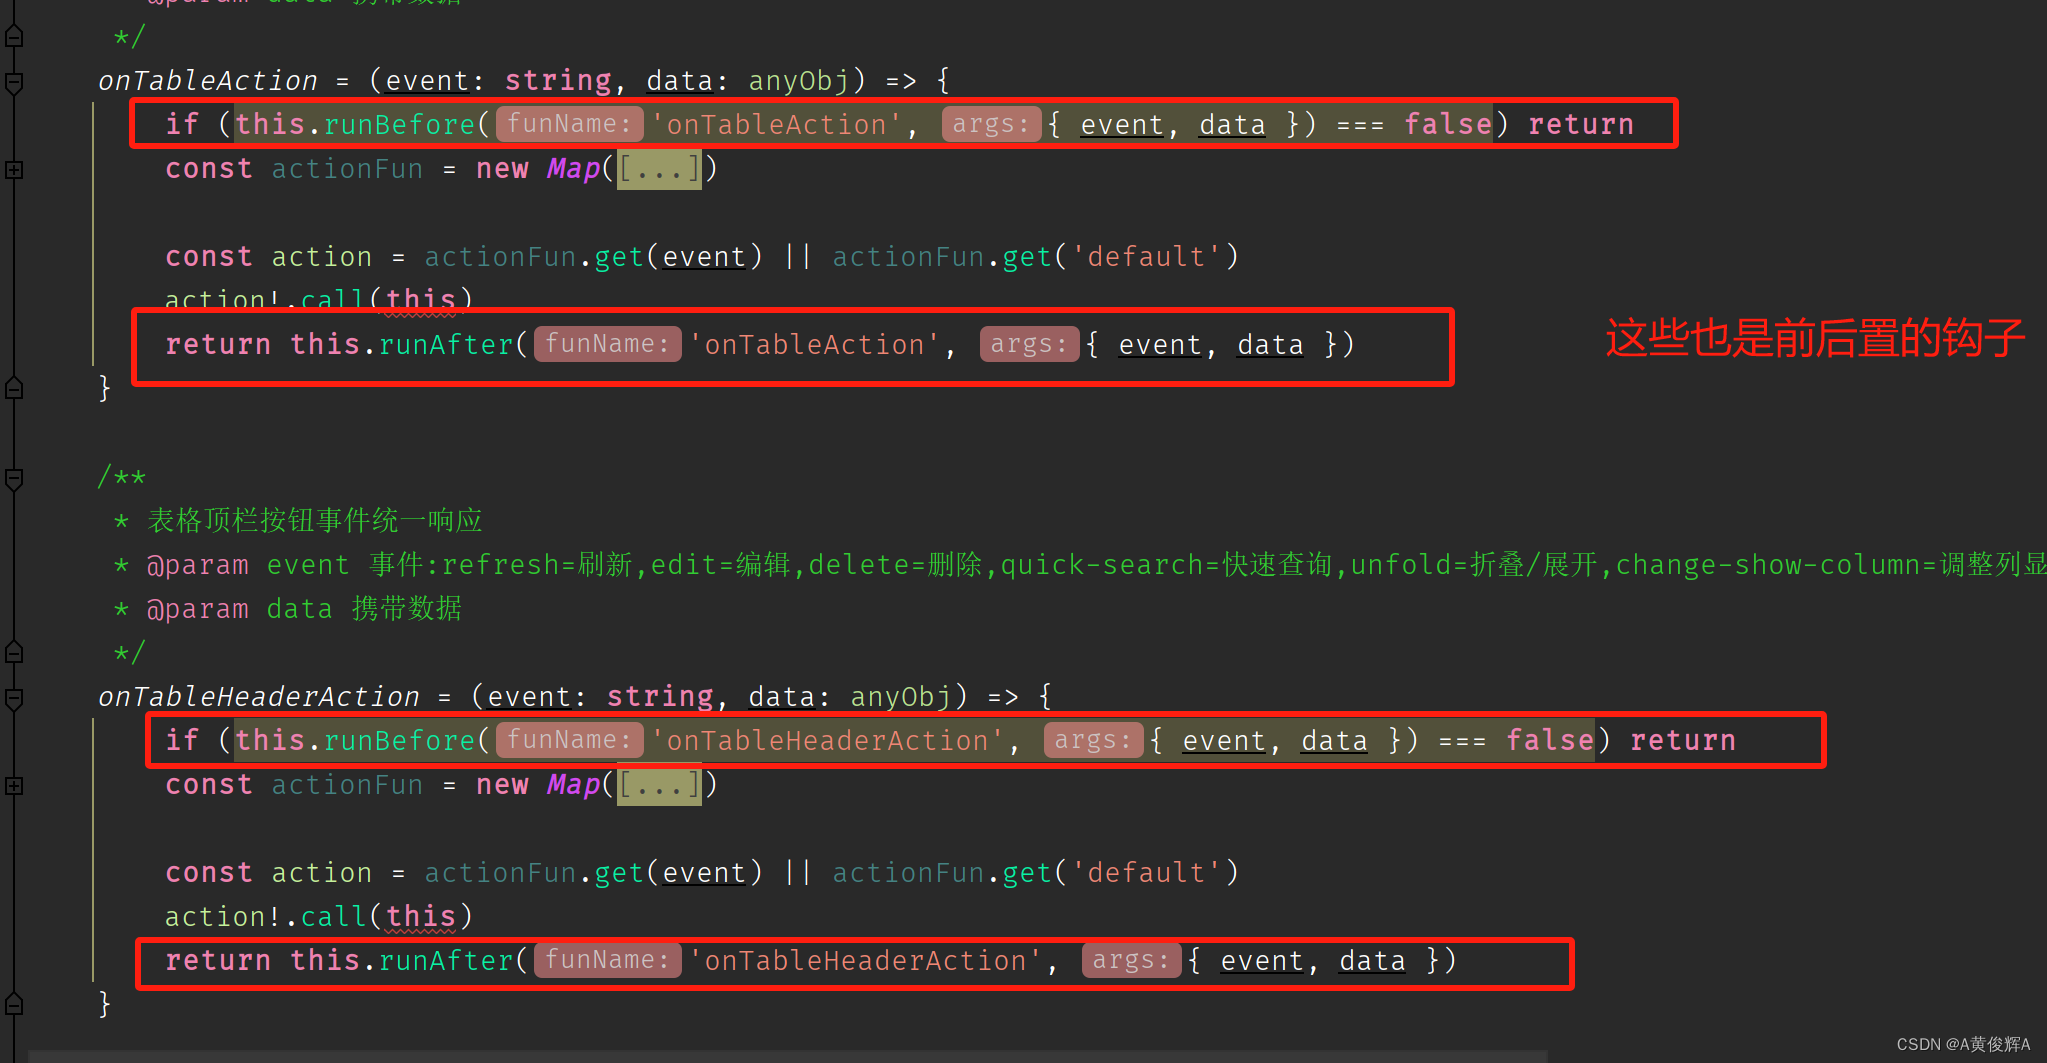 @param data 携带数据
*/
onTableAction = (event: string, data: anyObj) => {
if (this.runBefore( funName: 'onTableAction', args: { event, data }) === false) return
const actionFun = new Map([...])
const action = actionFun.get(event) || actionFun.get('default')
action!.call(this)
return this.runAfter( funName: 'onTableAction', args: { event, data })
这些也是前后置的钩子
}
/**
* 表格顶栏按钮事件统一响应
* @param event 事件:refresh=刷新,edit=编辑,delete=删除,quick-search=快速查询,unfold=折叠/展开,change-show-column=调整列显
* @param data 携带数据
*/
onTableHeaderAction = (event: string, data: anyObj) => {
if (this.runBefore( funName: 'onTableHeaderAction', args: { event, data }) === false) return
const actionFun = new Map([...])
const action = actionFun.get(event) || actionFun.get('default')
action!.call(this)
return this.runAfter( funName: 'onTableHeaderAction', args: { event, data })
}
CSDN @A黄俊辉A